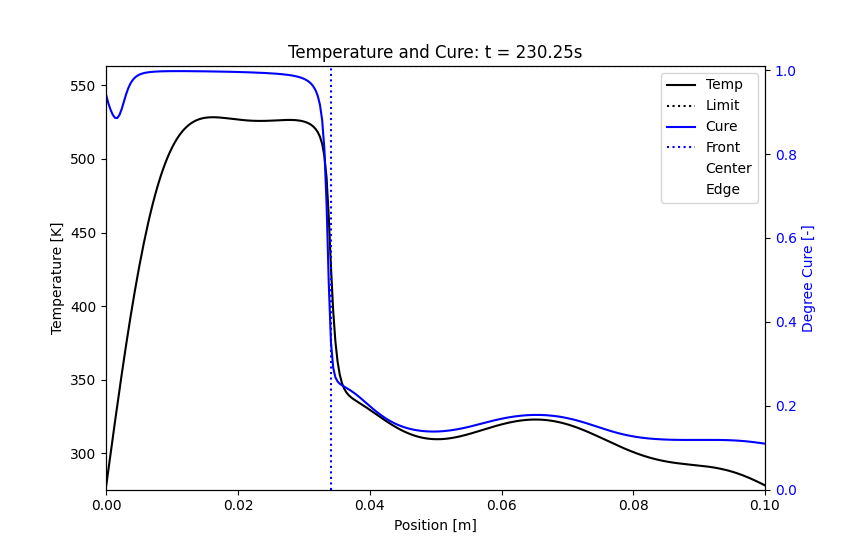 Temperature and Cure: t = 230.25s
Temperature [K]
550
500
450
400
350
300
Temp
Limit
Cure
Front
Center
Edge
1.0
0.8
0.6
0.4
0.2
0.0
Degree Cure [-]
0.00 0.02 0.04 0.06 0.08 0.10
Position [m]